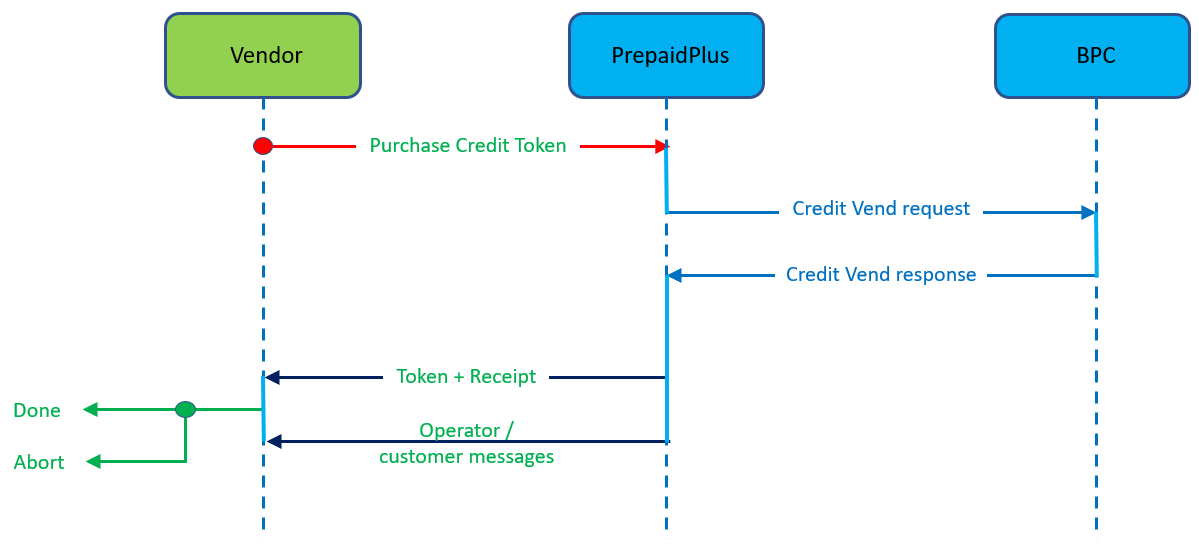 Vendor
PrepaidPlus
BPC
Purchase Credit Token
Credit Vend request
Credit Vend response
Token + Receipt
Done
Operator /
customer messages
Abort